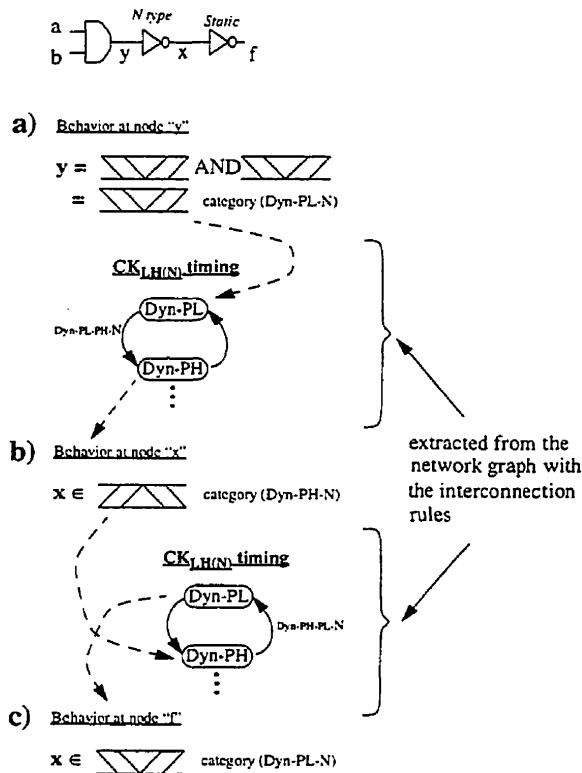 N type
Static
a
b
y
x
f
a) Behavior at node "y"
y = AND
= category (Dyn-PL-N)
CK_LH(N) timing
Dyn-PL
Dyn-PL-PH-N
Dyn-PH
b) Behavior at node "x"
x ∈ category (Dyn-PH-N)
extracted from the
network graph with
the interconnection
rules
CK_LH(N) timing
Dyn-PL
Dyn-PH-PL-N
Dyn-PH
c) Behavior at node "f"
x ∈ category (Dyn-PL-N)